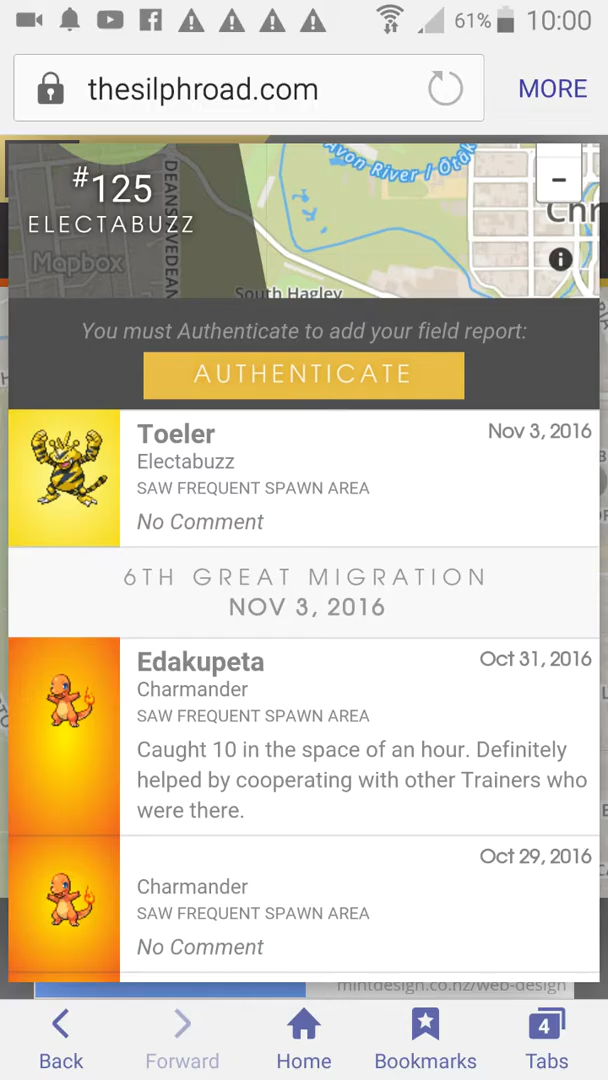 61% 10:00
thesilphroad.com
MORE
#125
ELECTABUZZ
Mapbox
Avon River / Ōtāk
Chr
South Hagley
You must Authenticate to add your field report:
AUTHENTICATE
Toeler
Nov 3, 2016
Electabuzz
SAW FREQUENT SPAWN AREA
No Comment
6TH GREAT MIGRATION
NOV 3, 2016
Edakupeta
Oct 31, 2016
Charmander
SAW FREQUENT SPAWN AREA
Caught 10 in the space of an hour. Definitely
helped by cooperating with other Trainers who
were there.
Oct 29, 2016
Charmander
SAW FREQUENT SPAWN AREA
No Comment
mintdesign.co.nz/web-design
Back
Forward
Home
Bookmarks
4
Tabs